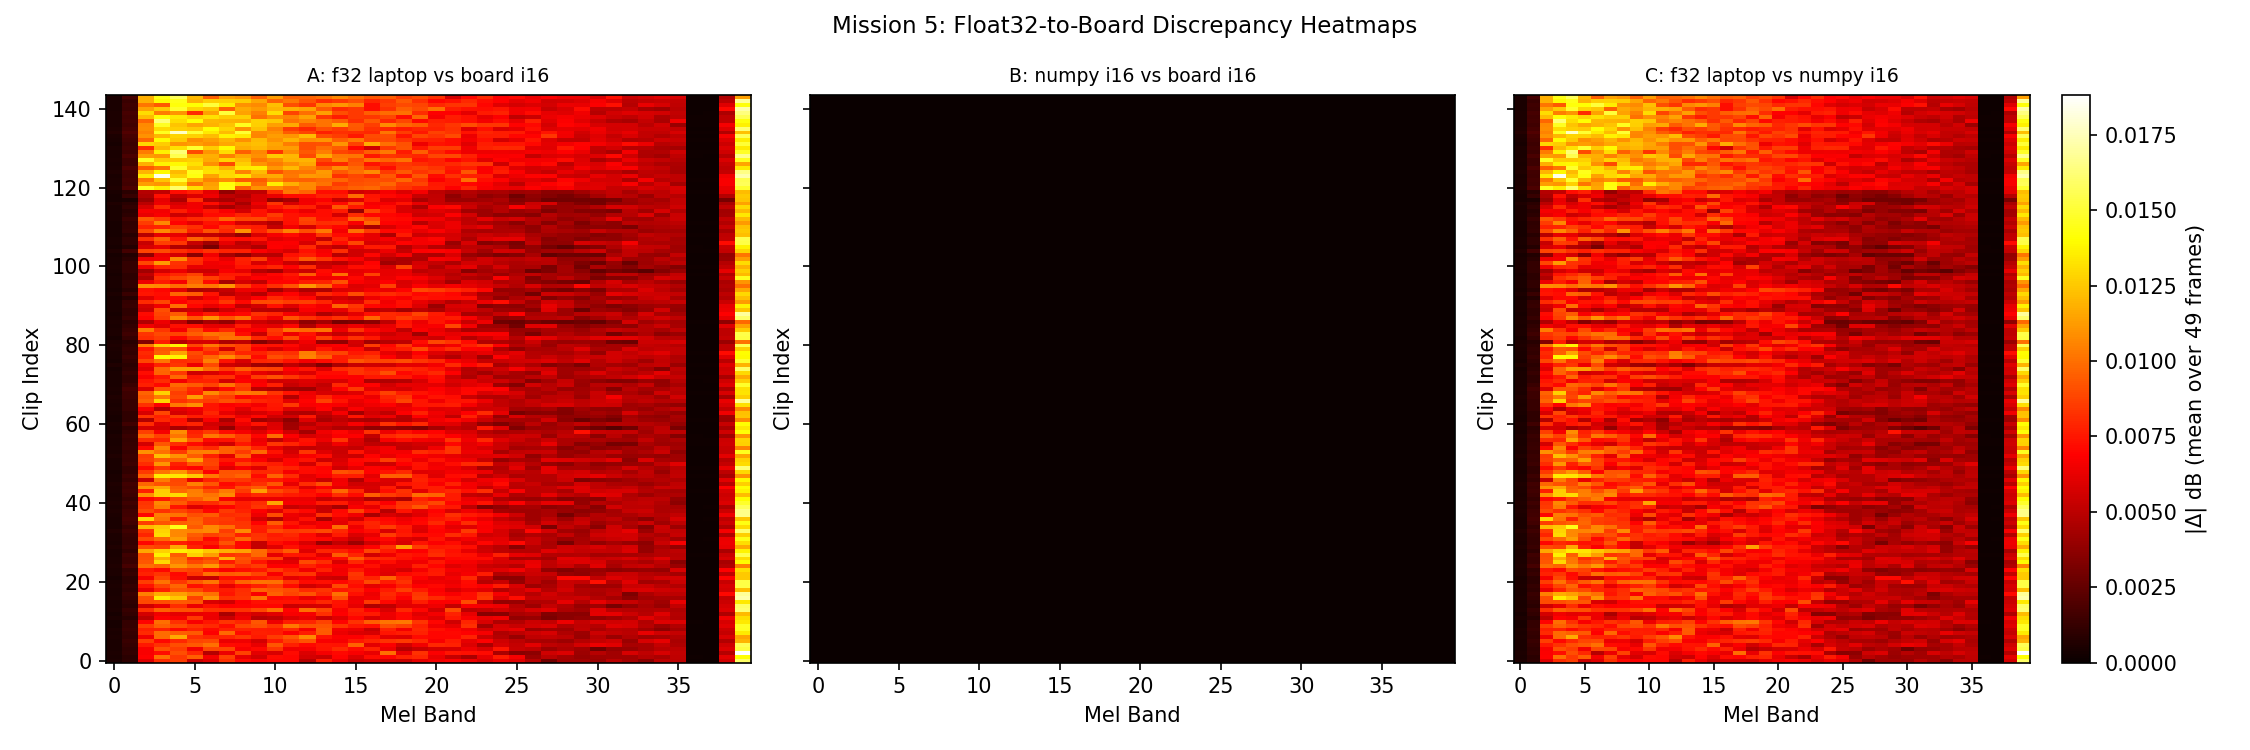 Mission 5: Float32-to-Board Discrepancy Heatmaps
A: f32 laptop vs board i16
140
120
100
80
60
40
20
0
Clip Index
0 5 10 15 20 25 30 35
Mel Band
B: numpy i16 vs board i16
Clip Index
0 5 10 15 20 25 30 35
Mel Band
C: f32 laptop vs numpy i16
Clip Index
0 5 10 15 20 25 30 35
Mel Band
0.0175
0.0150
0.0125
0.0100
0.0075
0.0050
0.0025
0.0000
|Δ| dB (mean over 49 frames)